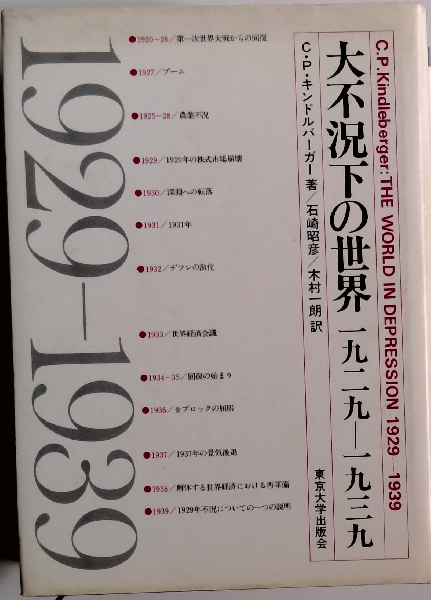 C.P.Kindleberger: THE WORLD IN DEPRESSION 1929—1939
大不況下の世界 一九二九—一九三九
C・P・キンドルバーガー 著/石崎昭彦/木村一朗 訳
東京大学出版会
●1920-26/第一次世界大戦からの回復
●1927/ブーム
●1925-28/農業不況
●1929/1929年の株式市場崩壊
●1930/深淵への転落
●1931/1931年
●1932/デフレの激化
●1933/世界経済会議
●1934-35/回復の始まり
●1936/金ブロックの屈服
●1937/1937年の景気後退
●1938/解体する世界経済における再軍備
●1939/1929年不況についての一つの説明
1929—1939